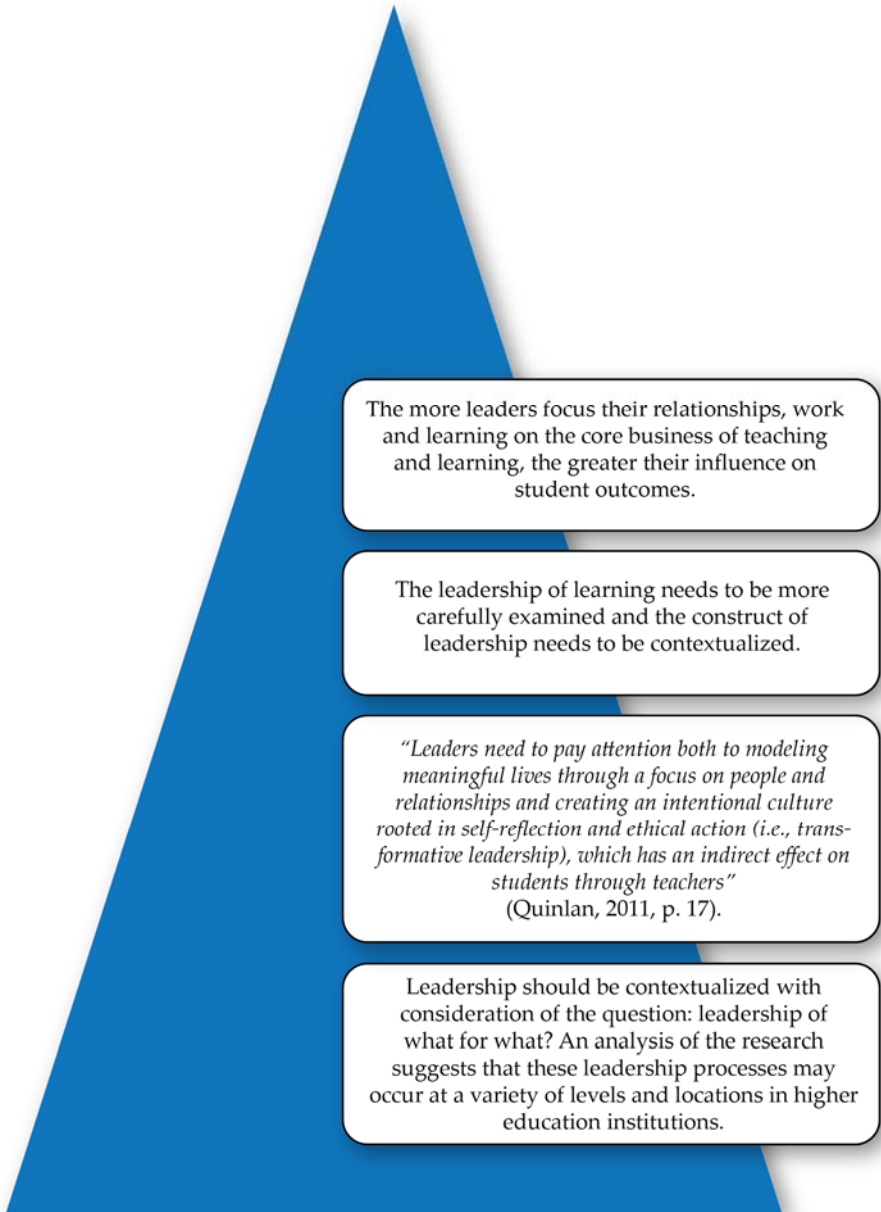 The more leaders focus their relationships, work
and learning on the core business of teaching
and learning, the greater their influence on
student outcomes.
The leadership of learning needs to be more
carefully examined and the construct of
leadership needs to be contextualized.
“Leaders need to pay attention both to modeling
meaningful lives through a focus on people and
relationships and creating an intentional culture
rooted in self-reflection and ethical action (i.e., trans-
formative leadership), which has an indirect effect on
students through teachers”
(Quinlan, 2011, p. 17).
Leadership should be contextualized with
consideration of the question: leadership of
what for what? An analysis of the research
suggests that these leadership processes may
occur at a variety of levels and locations in higher
education institutions.